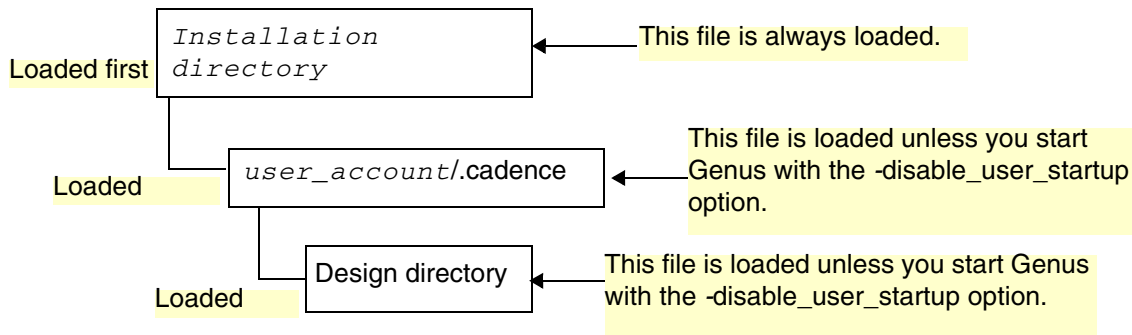 Installation
directory
This file is always loaded.
Loaded first
user_account/.cadence
This file is loaded unless you start
Genus with the -disable_user_startup
option.
Loaded
Design directory
This file is loaded unless you start Genus
with the -disable_user_startup option.
Loaded